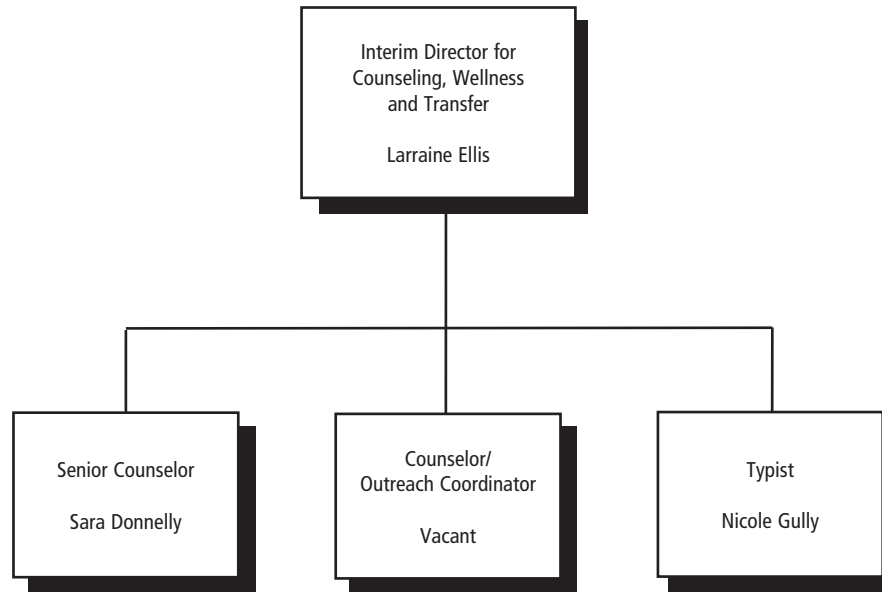 Interim Director for
Counseling, Wellness
and Transfer
Larraine Ellis
Senior Counselor
Sara Donnelly
Counselor/
Outreach Coordinator
Vacant
Typist
Nicole Gully